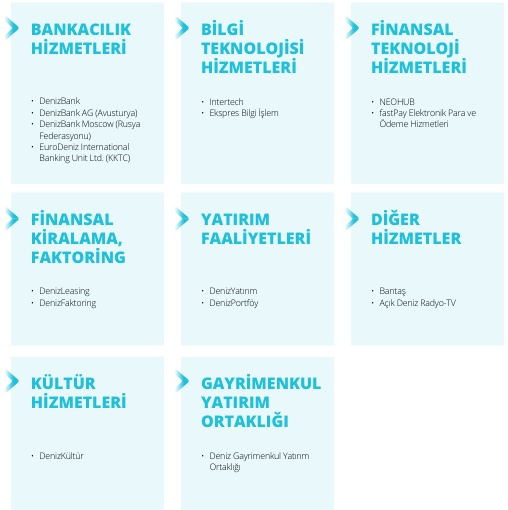 BANKACILIK
HİZMETLERİ
• DenizBank
• DenizBank AG (Avusturya)
• DenizBank Moscow (Rusya
Federasyonu)
• EuroDeniz International
Banking Unit Ltd. (KKTC)
BİLGİ
TEKNOLOJİSİ
HİZMETLERİ
• Intertech
• Ekspres Bilgi İşlem
FİNANSAL
TEKNOLOJİ
HİZMETLERİ
• NEOHUB
• fastPay Elektronik Para ve
Ödeme Hizmetleri
FİNANSAL
KİRALAMA,
FAKTORİNG
• DenizLeasing
• DenizFaktoring
YATIRIM
FAALİYETLERİ
• DenizYatırım
• DenizPortföy
DİĞER
HİZMETLER
• Bantaş
• Açık Deniz Radyo-TV
KÜLTÜR
HİZMETLERİ
• DenizKültür
GAYRİMENKUL
YATIRIM
ORTAKLIĞI
• Deniz Gayrimenkul Yatırım
Ortaklığı